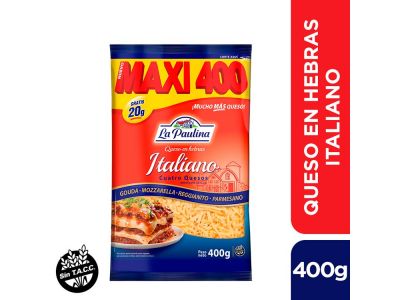 NUEVO
MAXI 400
¡MUCHO MÁS QUESO!
GRATIS
20g
La Paulina
Queso en hebras
Italiano
Cuatro Quesos
GOUDA - MOZZARELLA - REGGIANITO - PARMESANO
Peso neto 400g
Sin T.A.C.C.
QUESO EN HEBRAS
ITALIANO
400g